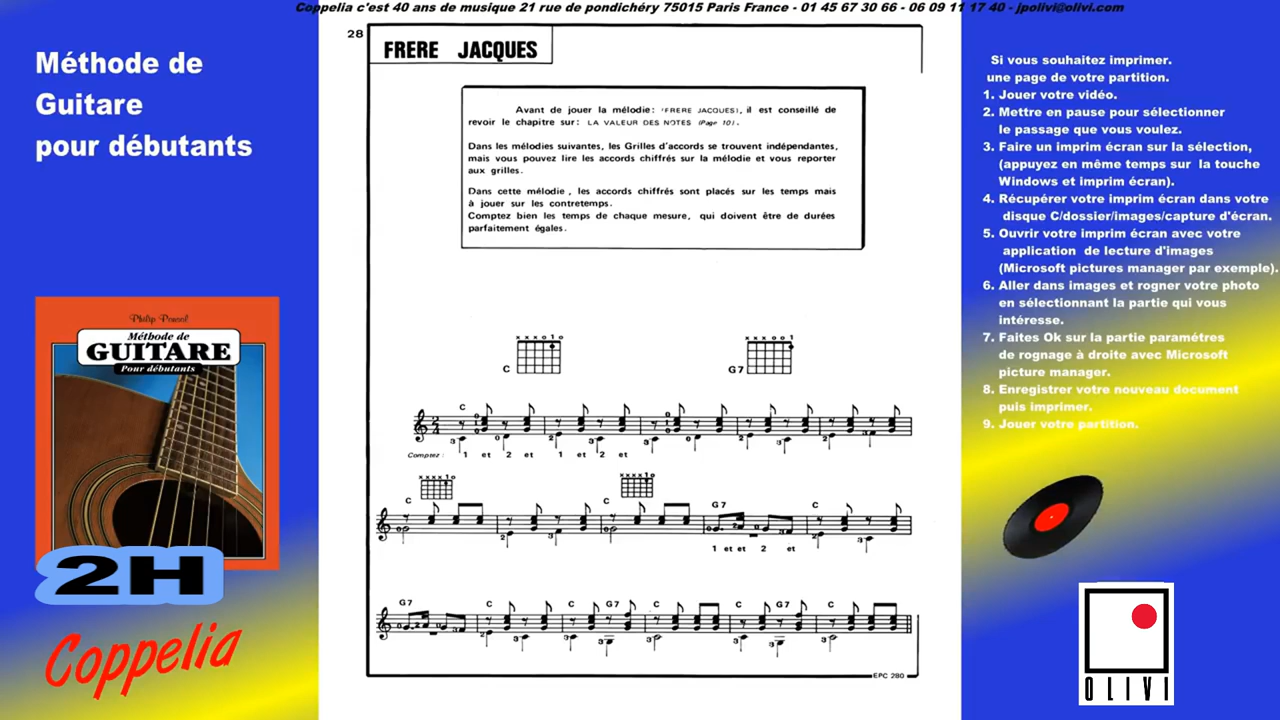 Coppelia c'est 40 ans de musique 21 rue de pondichéry 75015 Paris France - 01 45 67 30 66 - 06 09 11 17 40 - jpolivi@olivi.com
Méthode de
Guitare
pour débutants
Philip Pensol
Méthode de
GUITARE
Pour débutants
2H
Coppelia
28
FRERE JACQUES
Avant de jouer la mélodie: (FRERE JACQUES), il est conseillé de
revoir le chapitre sur: LA VALEUR DES NOTES (Page 10).
Dans les mélodies suivantes, les Grilles d'accords se trouvent indépendantes,
mais vous pouvez lire les accords chiffrés sur la mélodie et vous reporter
aux grilles.
Dans cette mélodie, les accords chiffrés sont placés sur les temps mais
à jouer sur les contretemps.
Comptez bien les temps de chaque mesure, qui doivent être de durées
parfaitement égales.
x x x o 1 o
C
x x x o o 1
G7
C
2
4
Comptez: 1 et 2 et 1 et 2 et
x x x x 1 o
x x x x 1 o
C C G7 C
1 et et 2 et
G7 C C G7 C C G7 C
EPC 280
Si vous souhaitez imprimer.
une page de votre partition.
1. Jouer votre vidéo.
2. Mettre en pause pour sélectionner
le passage que vous voulez.
3. Faire un imprim écran sur la sélection,
(appuyez en même temps sur la touche
Windows et imprim écran).
4. Récupérer votre imprim écran dans votre
disque C/dossier/images/capture d'écran.
5. Ouvrir votre imprim écran avec votre
application de lecture d'images
(Microsoft pictures manager par exemple).
6. Aller dans images et rogner votre photo
en sélectionnant la partie qui vous
intéresse.
7. Faites Ok sur la partie paramétres
de rognage à droite avec Microsoft
picture manager.
8. Enregistrer votre nouveau document
puis imprimer.
9. Jouer votre partition.
OLIVI